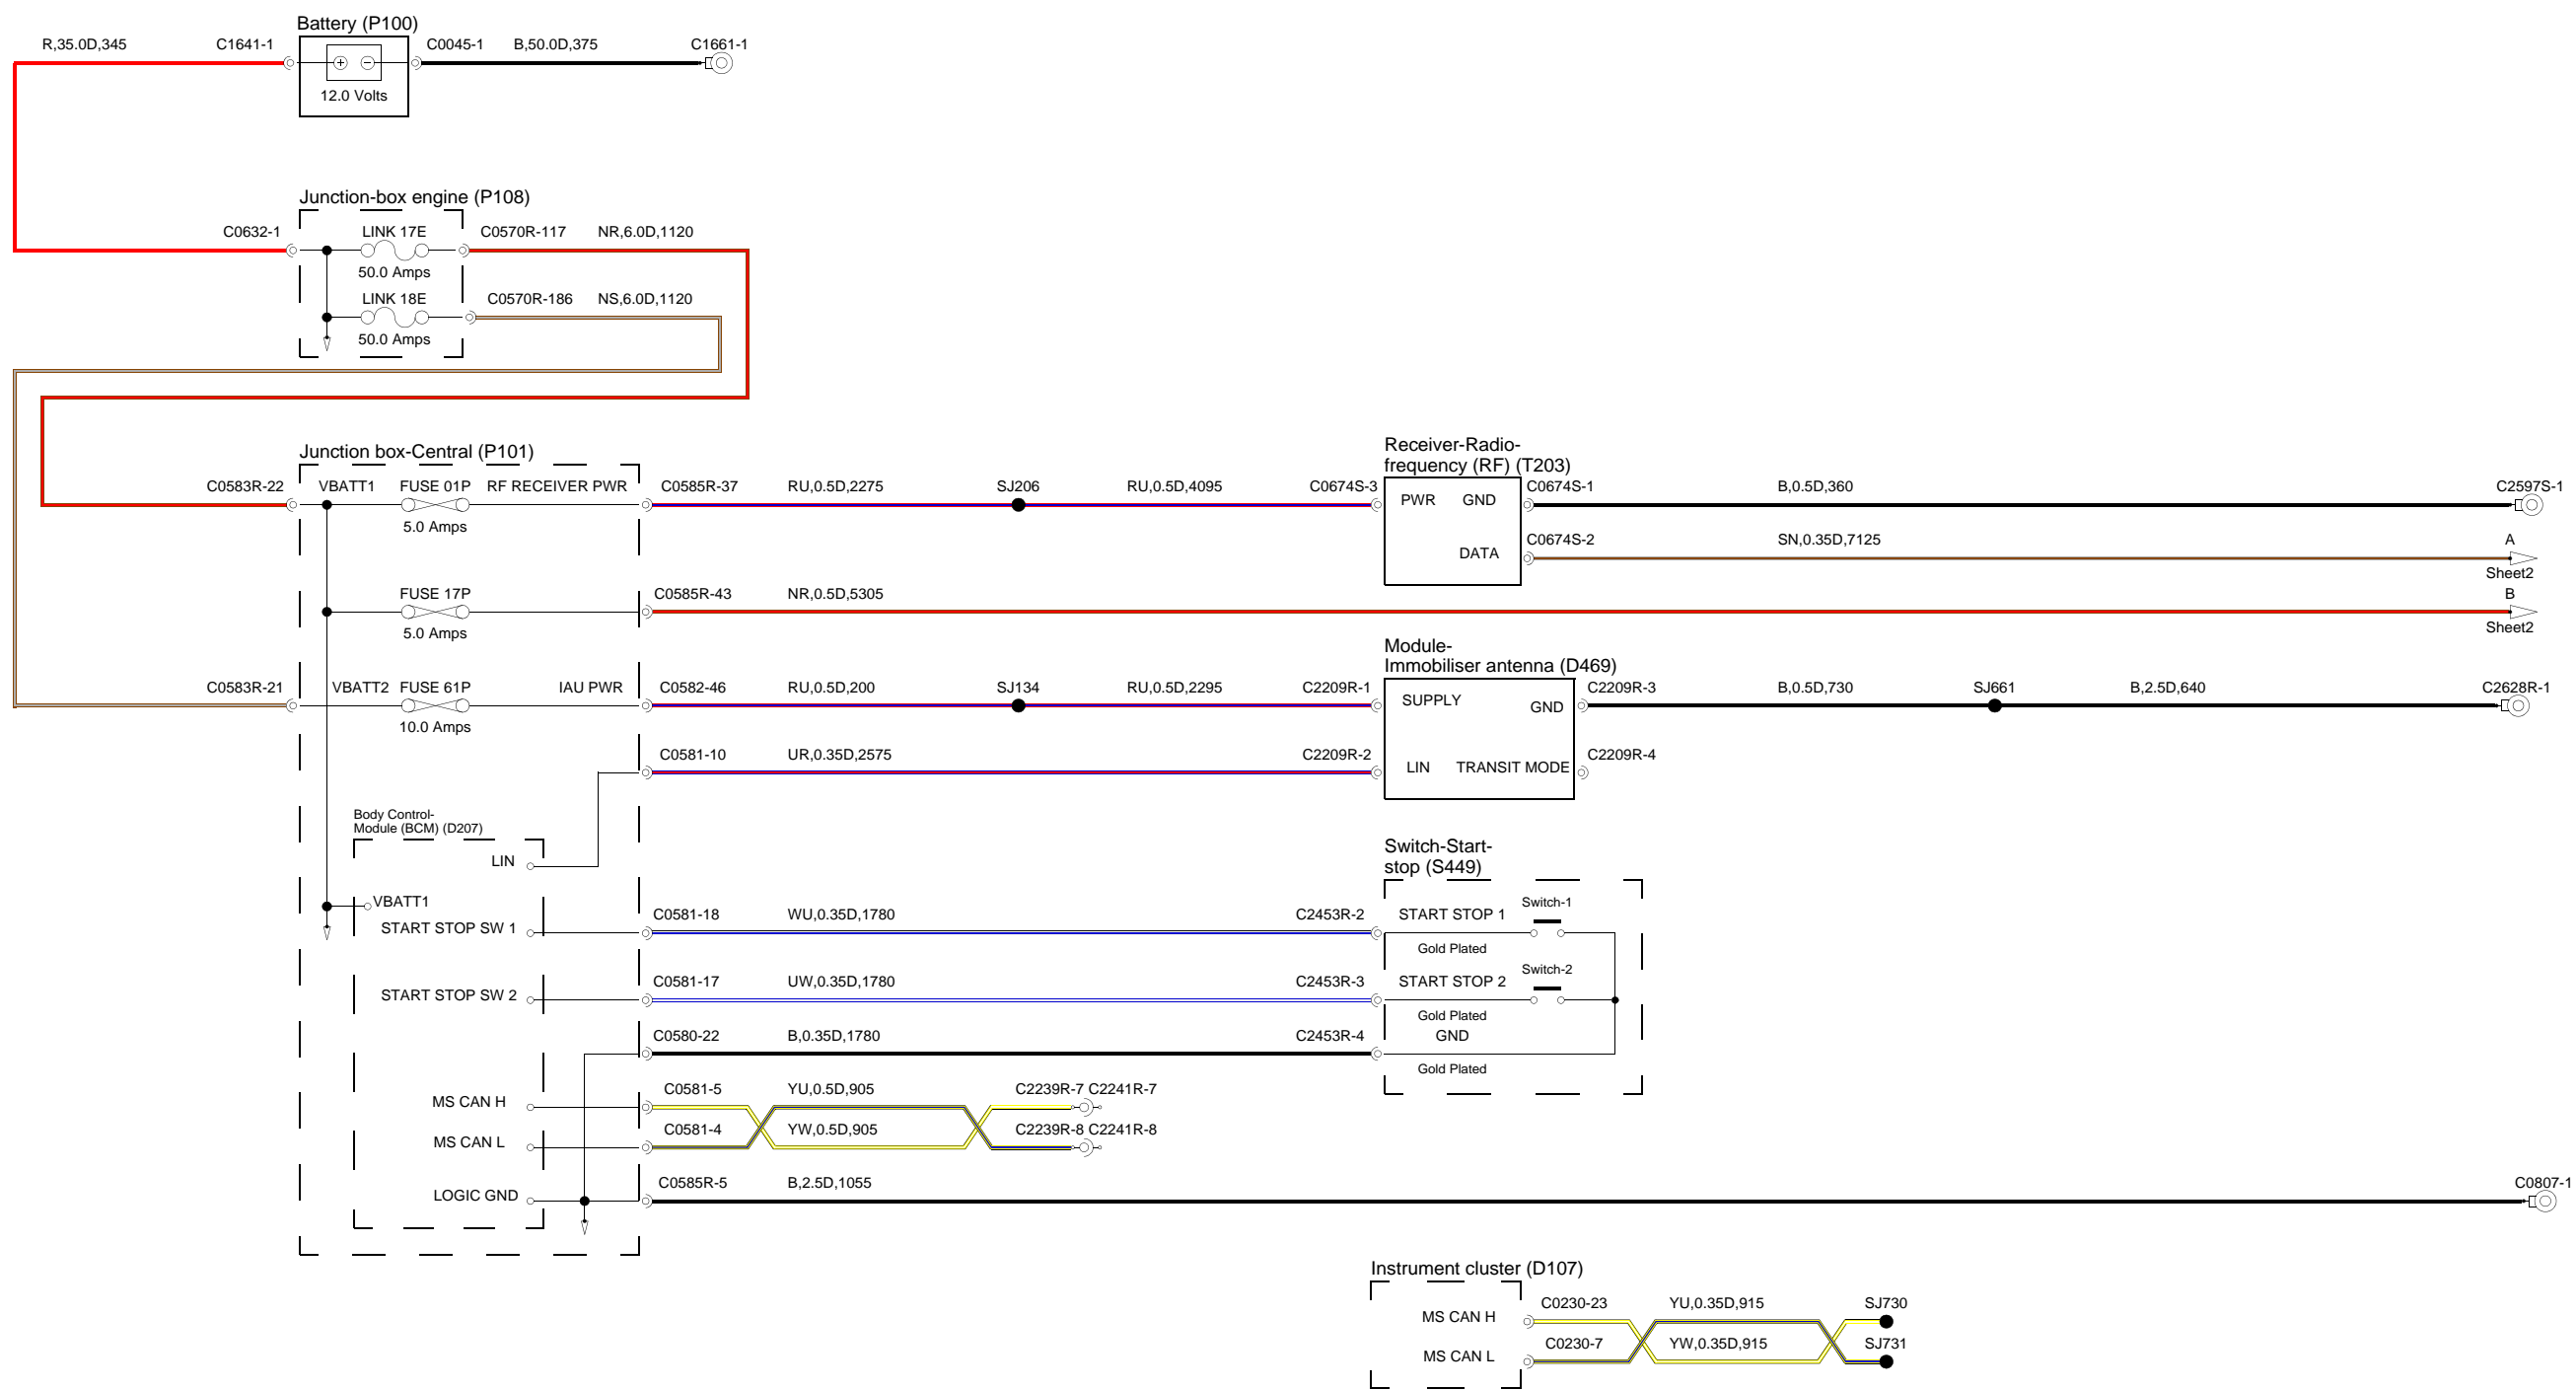 Battery (P100)
R,35.0D,345
C1641-1
C0045-1
B,50.0D,375
C1661-1
12.0 Volts
Junction-box engine (P108)
C0632-1
LINK 17E
C0570R-117
NR,6.0D,1120
50.0 Amps
LINK 18E
C0570R-186
NS,6.0D,1120
50.0 Amps
Junction box-Central (P101)
Receiver-Radio-
frequency (RF) (T203)
C0583R-22
VBATT1
FUSE 01P
RF RECEIVER PWR
C0585R-37
RU,0.5D,2275
SJ206
RU,0.5D,4095
C0674S-3
PWR
GND
C0674S-1
B,0.5D,360
C2597S-1
5.0 Amps
DATA
C0674S-2
SN,0.35D,7125
A
Sheet2
FUSE 17P
C0585R-43
NR,0.5D,5305
B
5.0 Amps
Sheet2
Module-
Immobiliser antenna (D469)
C0583R-21
VBATT2
FUSE 61P
IAU PWR
C0582-46
RU,0.5D,200
SJ134
RU,0.5D,2295
C2209R-1
SUPPLY
GND
C2209R-3
B,0.5D,730
SJ661
B,2.5D,640
C2628R-1
10.0 Amps
C0581-10
UR,0.35D,2575
C2209R-2
LIN
TRANSIT MODE
C2209R-4
Body Control-
Module (BCM) (D207)
LIN
Switch-Start-
stop (S449)
VBATT1
START STOP SW 1
C0581-18
WU,0.35D,1780
C2453R-2
START STOP 1
Switch-1
Gold Plated
START STOP SW 2
C0581-17
UW,0.35D,1780
C2453R-3
START STOP 2
Switch-2
Gold Plated
C0580-22
B,0.35D,1780
C2453R-4
GND
Gold Plated
MS CAN H
C0581-5
YU,0.5D,905
C2239R-7 C2241R-7
MS CAN L
C0581-4
YW,0.5D,905
C2239R-8 C2241R-8
LOGIC GND
C0585R-5
B,2.5D,1055
C0807-1
Instrument cluster (D107)
MS CAN H
C0230-23
YU,0.35D,915
SJ730
MS CAN L
C0230-7
YW,0.35D,915
SJ731